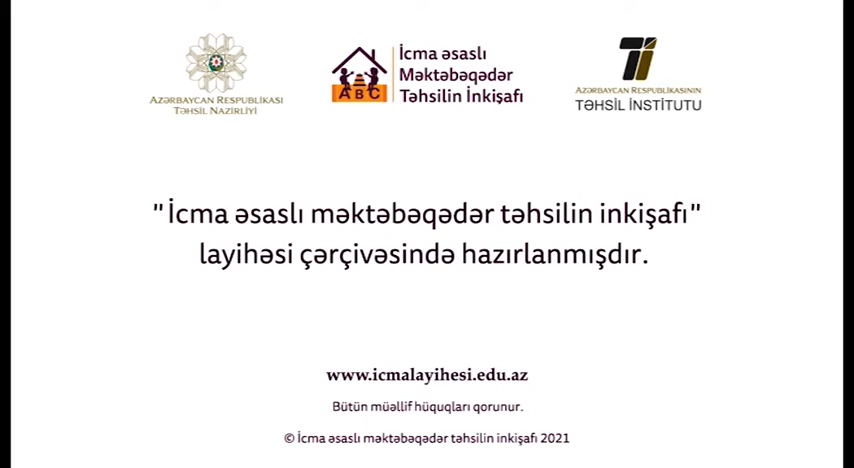 AZƏRBAYCAN RESPUBLİKASI
TƏHSİL NAZİRLİYİ
İcma əsaslı
Məktəbəqədər
Təhsilin İnkişafı
A B C
AZƏRBAYCAN RESPUBLİKASININ
TƏHSİL İNSTİTUTU
"İcma əsaslı məktəbəqədər təhsilin inkişafı"
layihəsi çərçivəsində hazırlanmışdır.
www.icmalayihesi.edu.az
Bütün müəllif hüquqları qorunur.
© İcma əsaslı məktəbəqədər təhsilin inkişafı 2021